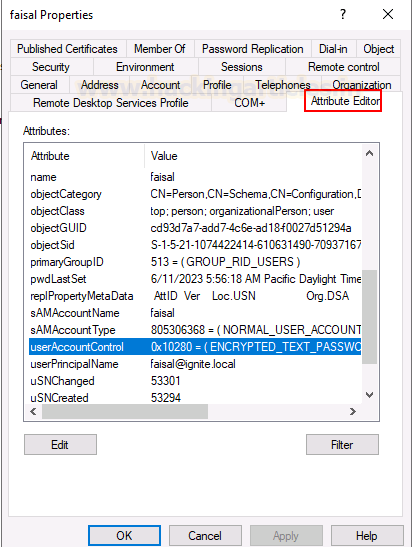 faisal Properties
?
×
Published Certificates Member Of Password Replication Dial-in Object
Security Environment Sessions Remote control
General Address Account Profile Telephones Organization
Remote Desktop Services Profile COM+ Attribute Editor
Attributes:
Attribute Value
name faisal
objectCategory CN=Person,CN=Schema,CN=Configuration,D
objectClass top; person; organizationalPerson; user
objectGUID cd93d7a7-add7-4c6e-ad18-f0027d51294a
objectSid S-1-5-21-1074422414-610631490-70937167
primaryGroupID 513 = ( GROUP_RID_USERS )
pwdLastSet 6/11/2023 5:56:18 AM Pacific Daylight Time
replPropertyMetaData AttID Ver Loc.USN Org.DSA
sAMAccountName faisal
sAMAccountType 805306368 = ( NORMAL_USER_ACCOUNT
userAccountControl 0x10280 = ( ENCRYPTED_TEXT_PASSWO
userPrincipalName faisal@ignite.local
uSNChanged 53301
uSNCreated 53294
Edit Filter
OK Cancel Apply Help